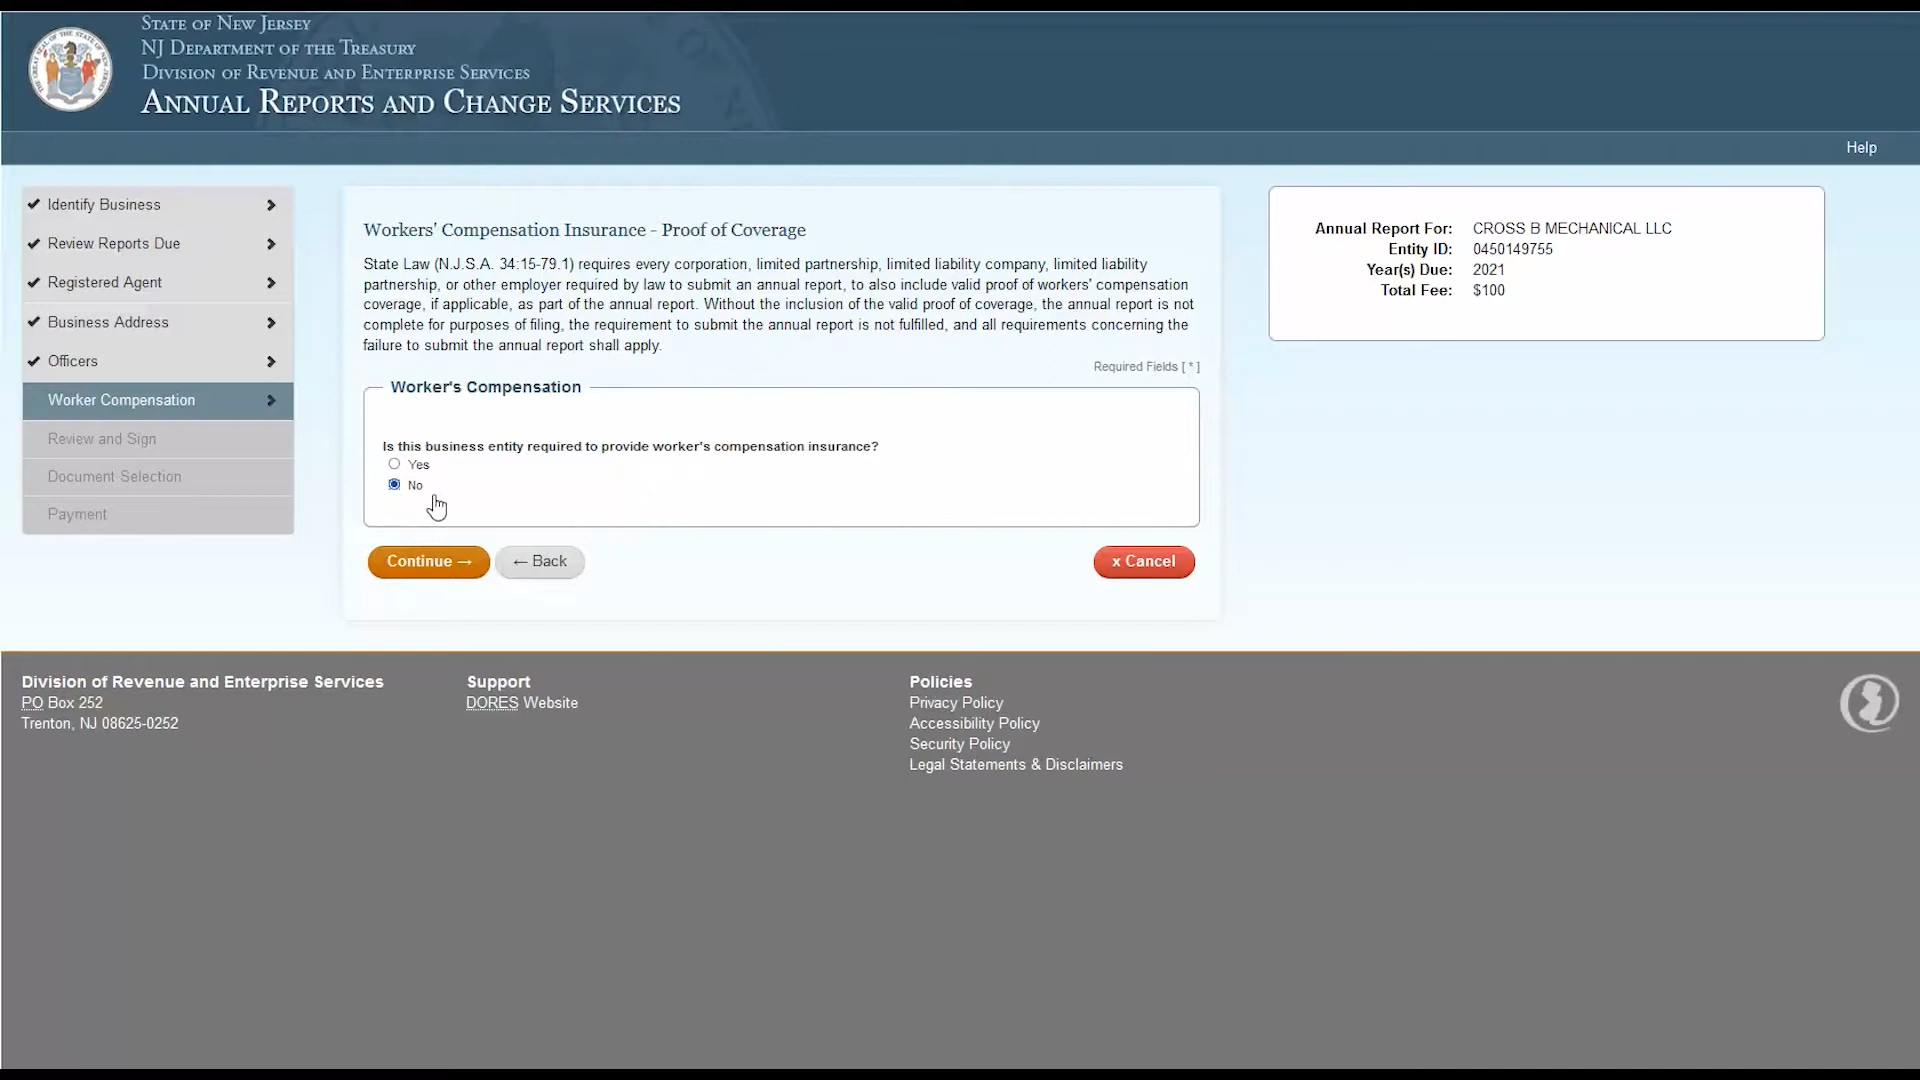 STATE OF NEW JERSEY
NJ DEPARTMENT OF THE TREASURY
DIVISION OF REVENUE AND ENTERPRISE SERVICES
ANNUAL REPORTS AND CHANGE SERVICES
Help
Identify Business
Review Reports Due
Registered Agent
Business Address
Officers
Worker Compensation
Review and Sign
Document Selection
Payment
Workers' Compensation Insurance - Proof of Coverage
State Law (N.J.S.A. 34:15-79.1) requires every corporation, limited partnership, limited liability company, limited liability
partnership, or other employer required by law to submit an annual report, to also include valid proof of workers' compensation
coverage, if applicable, as part of the annual report. Without the inclusion of the valid proof of coverage, the annual report is not
complete for purposes of filing, the requirement to submit the annual report is not fulfilled, and all requirements concerning the
failure to submit the annual report shall apply.
Required Fields [ * ]
Worker's Compensation
Is this business entity required to provide worker's compensation insurance?
Yes
No
Continue →
← Back
x Cancel
Annual Report For: CROSS B MECHANICAL LLC
Entity ID: 0450149755
Year(s) Due: 2021
Total Fee: $100
Division of Revenue and Enterprise Services
PO Box 252
Trenton, NJ 08625-0252
Support
DORES Website
Policies
Privacy Policy
Accessibility Policy
Security Policy
Legal Statements & Disclaimers